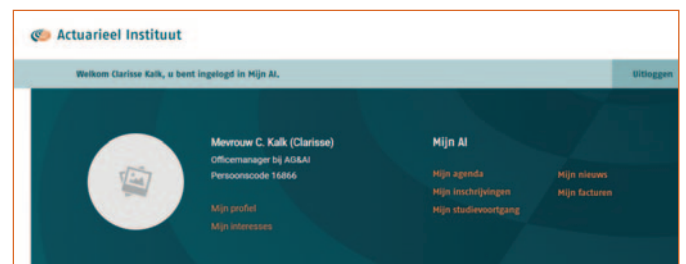 Actuarieel Instituut
Welkom Clarisse Kalk, u bent ingelogd in Mijn AI.
Uitloggen
Mevrouw C. Kalk (Clarisse)
Officemanager bij AG&AI
Persoonscode 16866
Mijn profiel
Mijn interesses
Mijn AI
Mijn agenda
Mijn inschrijvingen
Mijn studievoortgang
Mijn nieuws
Mijn facturen